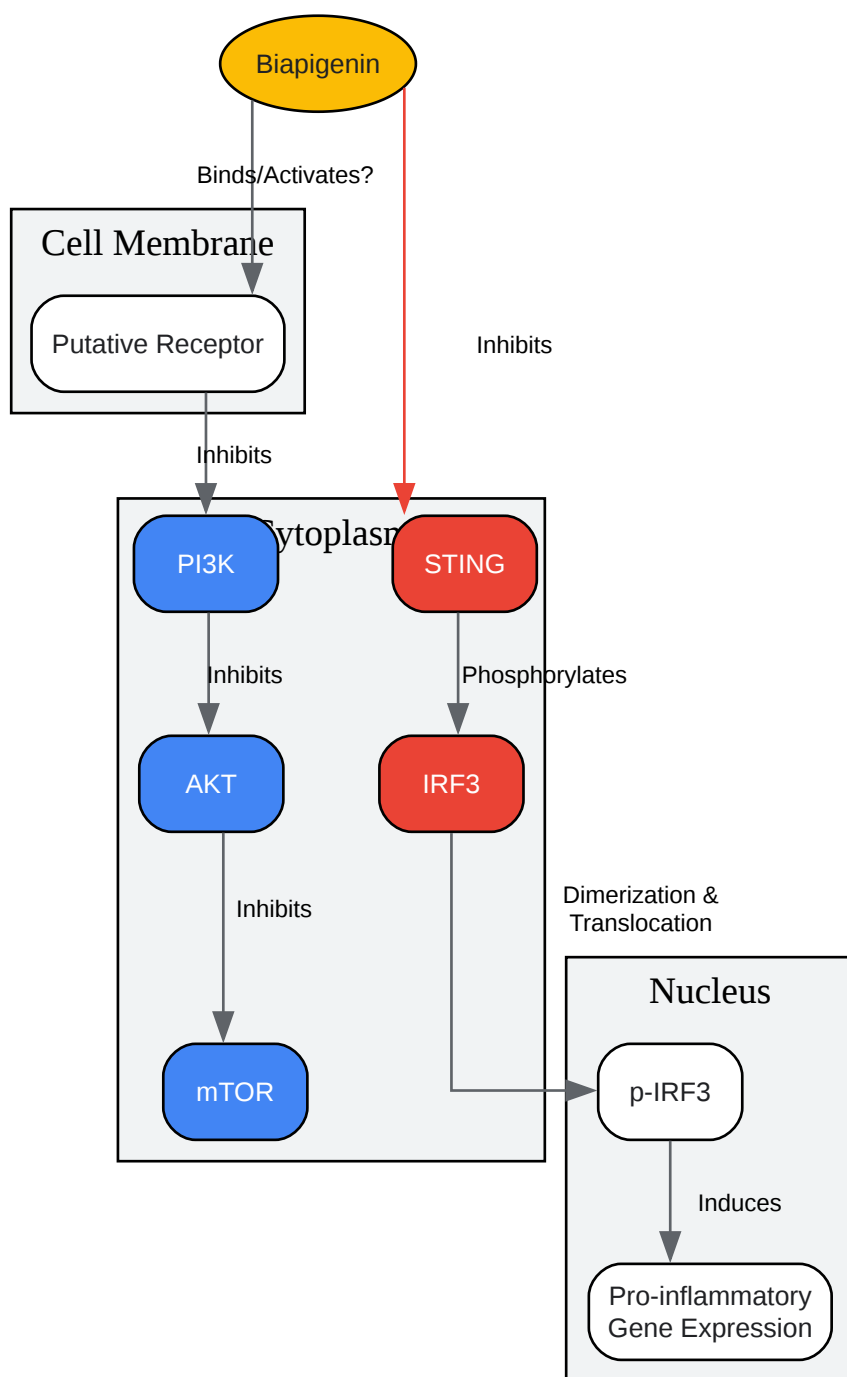 Biapigenin
Binds/Activates?
Cell Membrane
Putative Receptor
Inhibits
Inhibits
Cytoplasm
PI3K
STING
Inhibits
Phosphorylates
AKT
IRF3
Inhibits
Dimerization &
Translocation
Nucleus
mTOR
p-IRF3
Induces
Pro-inflammatory
Gene Expression